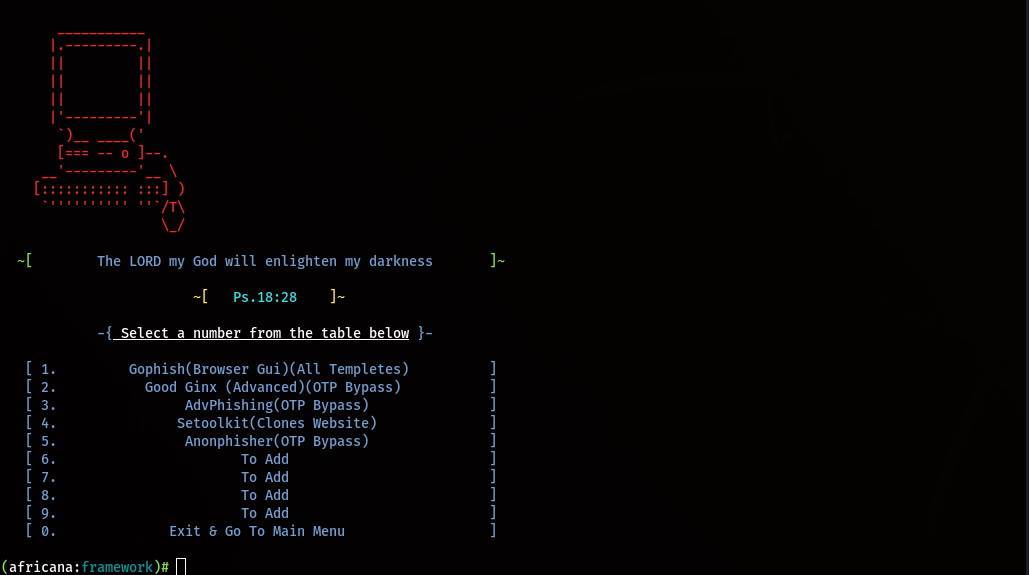 ~[ The LORD my God will enlighten my darkness ]~
~[ Ps.18:28 ]~
-{ Select a number from the table below }-
[ 1. Gophish(Browser Gui)(All Templetes) ]
[ 2. Good Ginx (Advanced)(OTP Bypass) ]
[ 3. AdvPhishing(OTP Bypass) ]
[ 4. Setoolkit(Clones Website) ]
[ 5. Anonphisher(OTP Bypass) ]
[ 6. To Add ]
[ 7. To Add ]
[ 8. To Add ]
[ 9. To Add ]
[ 0. Exit & Go To Main Menu ]
(africana:framework)#